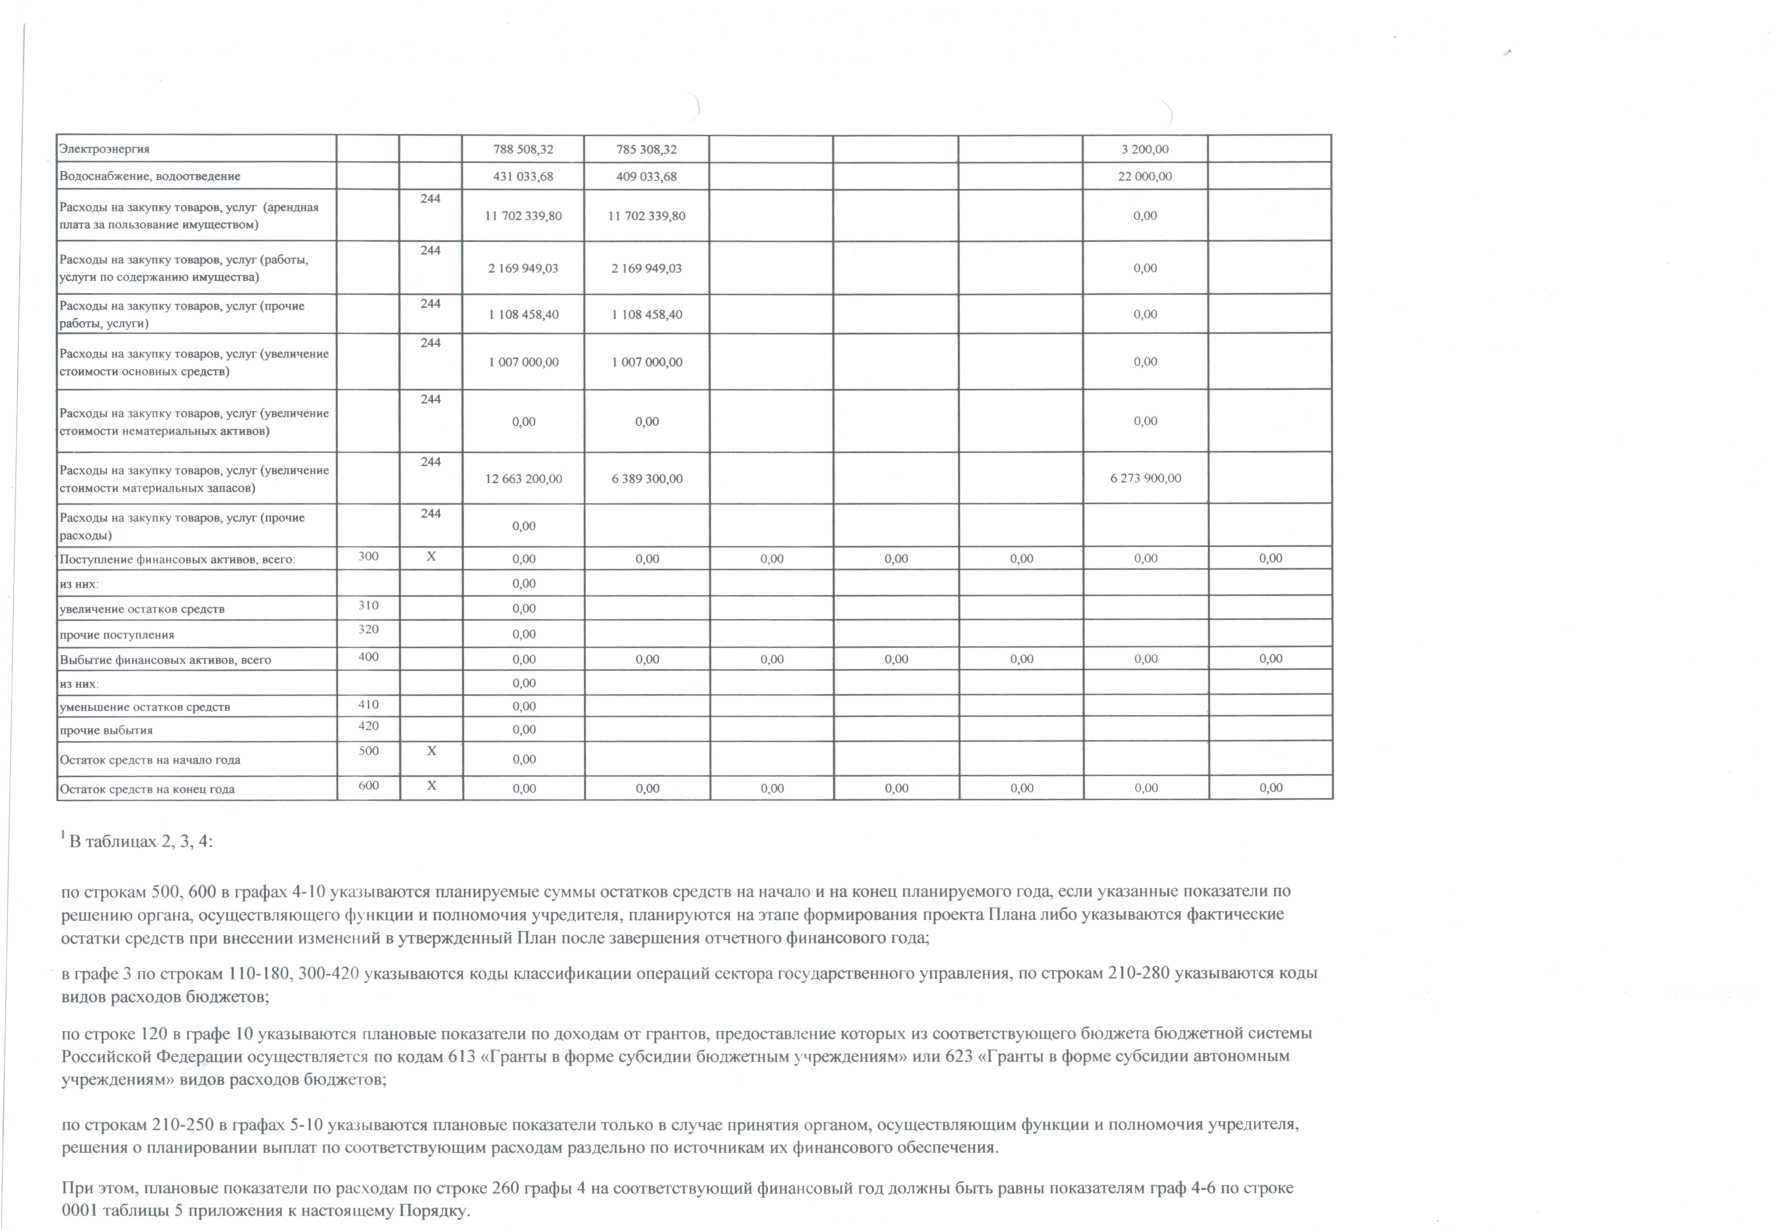 Электроэнергия 788 508,32 785 308,32 3 200,00
Водоснабжение, водоотведение 431 033,68 409 033,68 22 000,00
Расходы на закупку товаров, услуг (арендная
плата за пользование имуществом) 244 11 702 339,80 11 702 339,80 0,00
Расходы на закупку товаров, услуг (работы,
услуги по содержанию имущества) 244 2 169 949,03 2 169 949,03 0,00
Расходы на закупку товаров, услуг (прочие
работы, услуги) 244 1 108 458,40 1 108 458,40 0,00
Расходы на закупку товаров, услуг (увеличение
стоимости основных средств) 244 1 007 000,00 1 007 000,00 0,00
Расходы на закупку товаров, услуг (увеличение
стоимости нематериальных активов) 244 0,00 0,00 0,00
Расходы на закупку товаров, услуг (увеличение
стоимости материальных запасов) 244 12 663 200,00 6 389 300,00 6 273 900,00
Расходы на закупку товаров, услуг (прочие
расходы) 244 0,00
Поступление финансовых активов, всего: 300 X 0,00 0,00 0,00 0,00 0,00 0,00 0,00
из них: 0,00
увеличение остатков средств 310 0,00
прочие поступления 320 0,00
Выбытие финансовых активов, всего 400 0,00 0,00 0,00 0,00 0,00 0,00 0,00
из них: 0,00
уменьшение остатков средств 410 0,00
прочие выбытия 420 0,00
Остаток средств на начало года 500 X 0,00
Остаток средств на конец года 600 X 0,00 0,00 0,00 0,00 0,00 0,00 0,00
1 В таблицах 2, 3, 4:
по строкам 500, 600 в графах 4-10 указываются планируемые суммы остатков средств на начало и на конец планируемого года, если указанные показатели по
решению органа, осуществляющего функции и полномочия учредителя, планируются на этапе формирования проекта Плана либо указываются фактические
остатки средств при внесении изменений в утвержденный План после завершения отчетного финансового года;
в графе 3 по строкам 110-180, 300-420 указываются коды классификации операций сектора государственного управления, по строкам 210-280 указываются коды
видов расходов бюджетов;
по строке 120 в графе 10 указываются плановые показатели по доходам от грантов, предоставление которых из соответствующего бюджета бюджетной системы
Российской Федерации осуществляется по кодам 613 «Гранты в форме субсидии бюджетным учреждениям» или 623 «Гранты в форме субсидии автономным
учреждениям» видов расходов бюджетов;
по строкам 210-250 в графах 5-10 указываются плановые показатели только в случае принятия органом, осуществляющим функции и полномочия учредителя,
решения о планировании выплат по соответствующим расходам раздельно по источникам их финансового обеспечения.
При этом, плановые показатели по расходам по строке 260 графы 4 на соответствующий финансовый год должны быть равны показателям граф 4-6 по строке
0001 таблицы 5 приложения к настоящему Порядку.